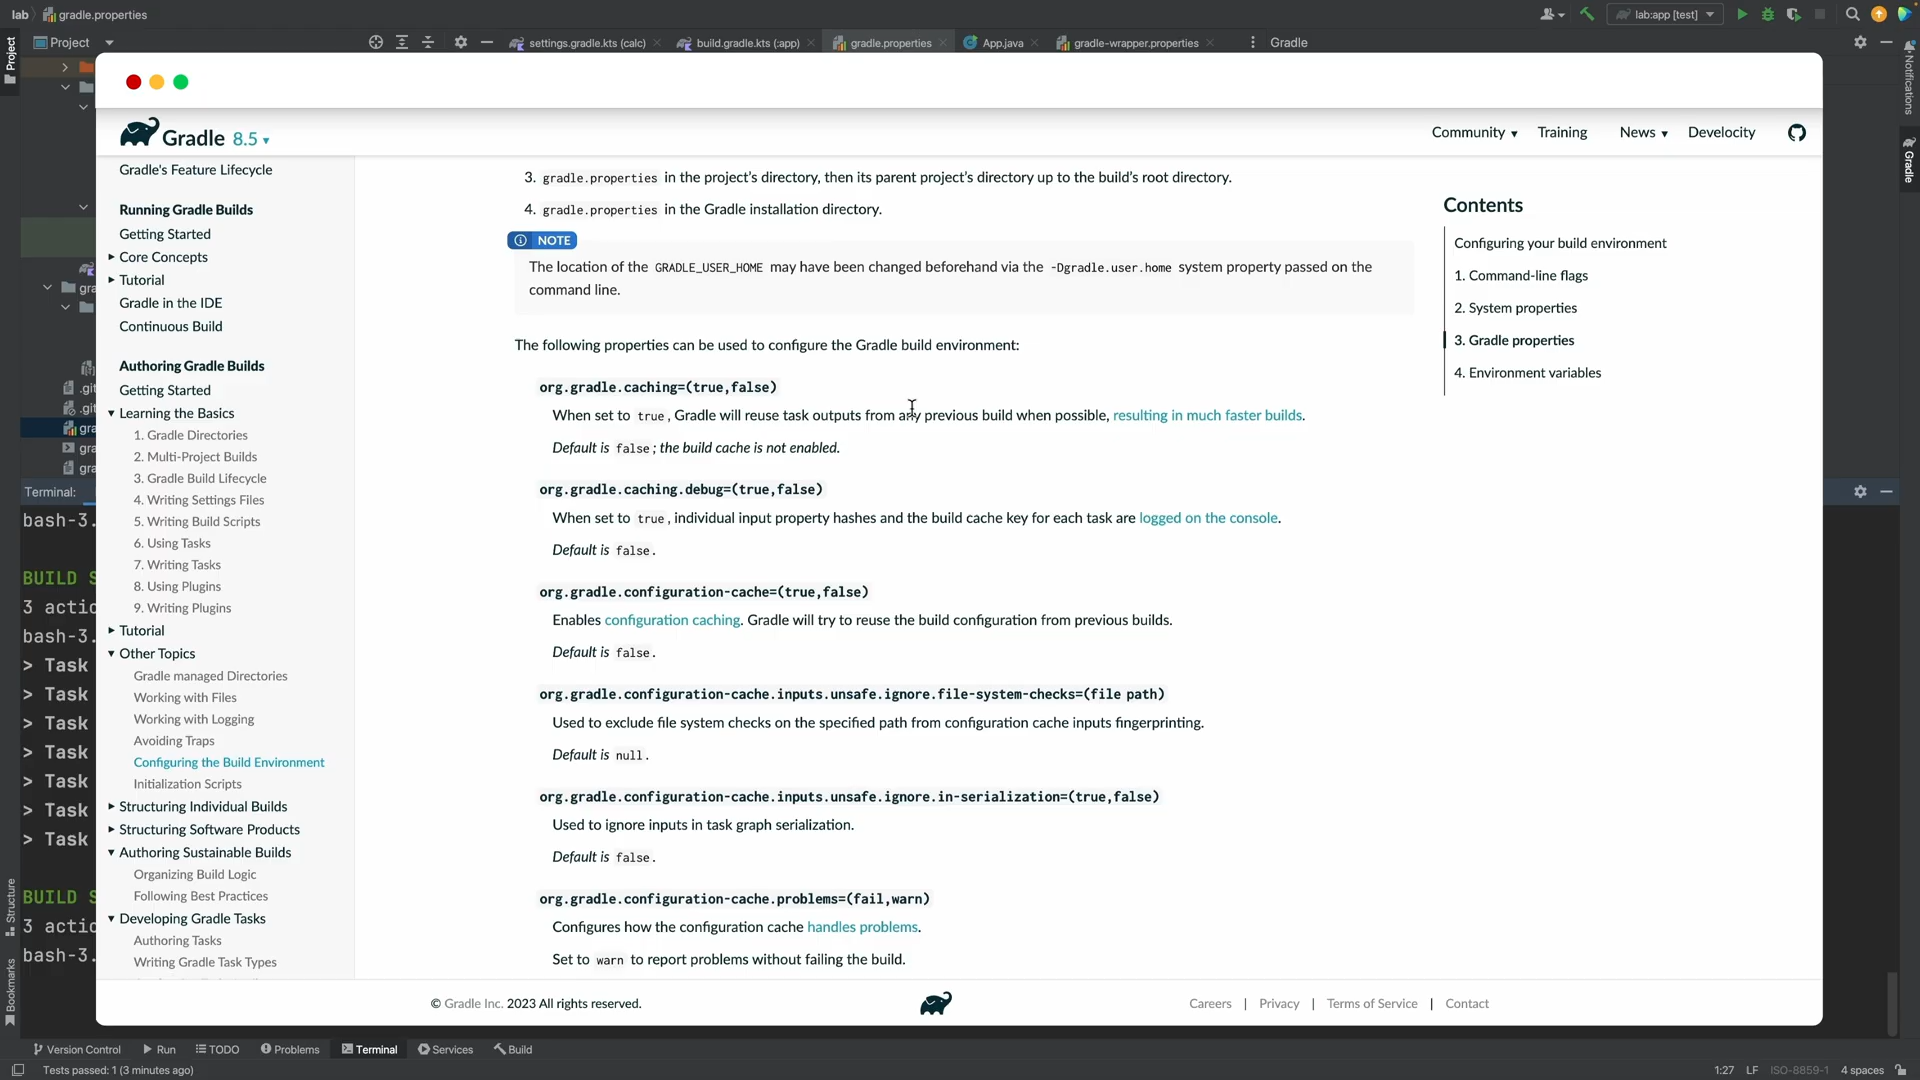 lab gradle.properties
lab:app [test]
Project
settings.gradle.kts (calc)
build.gradle.kts (:app)
gradle.properties
App.java
gradle-wrapper.properties
Gradle
Project
Notifications
Gradle
Structure
Bookmarks
Gradle 8.5
Community
Training
News
Develocity
Gradle's Feature Lifecycle
Running Gradle Builds
Getting Started
Core Concepts
Tutorial
Gradle in the IDE
Continuous Build
Authoring Gradle Builds
Getting Started
Learning the Basics
1. Gradle Directories
2. Multi-Project Builds
3. Gradle Build Lifecycle
4. Writing Settings Files
5. Writing Build Scripts
6. Using Tasks
7. Writing Tasks
8. Using Plugins
9. Writing Plugins
Tutorial
Other Topics
Gradle managed Directories
Working with Files
Working with Logging
Avoiding Traps
Configuring the Build Environment
Initialization Scripts
Structuring Individual Builds
Structuring Software Products
Authoring Sustainable Builds
Organizing Build Logic
Following Best Practices
Developing Gradle Tasks
Authoring Tasks
Writing Gradle Task Types
3. gradle.properties in the project's directory, then its parent project's directory up to the build's root directory.
4. gradle.properties in the Gradle installation directory.
NOTE
The location of the GRADLE_USER_HOME may have been changed beforehand via the -Dgradle.user.home system property passed on the
command line.
The following properties can be used to configure the Gradle build environment:
org.gradle.caching=(true,false)
When set to true, Gradle will reuse task outputs from any previous build when possible, resulting in much faster builds.
Default is false; the build cache is not enabled.
org.gradle.caching.debug=(true,false)
When set to true, individual input property hashes and the build cache key for each task are logged on the console.
Default is false.
org.gradle.configuration-cache=(true,false)
Enables configuration caching. Gradle will try to reuse the build configuration from previous builds.
Default is false.
org.gradle.configuration-cache.inputs.unsafe.ignore.file-system-checks=(file path)
Used to exclude file system checks on the specified path from configuration cache inputs fingerprinting.
Default is null.
org.gradle.configuration-cache.inputs.unsafe.ignore.in-serialization=(true,false)
Used to ignore inputs in task graph serialization.
Default is false.
org.gradle.configuration-cache.problems=(fail,warn)
Configures how the configuration cache handles problems.
Set to warn to report problems without failing the build.
Contents
Configuring your build environment
1. Command-line flags
2. System properties
3. Gradle properties
4. Environment variables
© Gradle Inc. 2023 All rights reserved.
Careers | Privacy | Terms of Service | Contact
gra
.git
.git
gra
gra
gra
Terminal:
bash-3.
BUILD S
3 actio
bash-3.
> Task
> Task
> Task
> Task
> Task
> Task
> Task
BUILD S
3 actio
bash-3.
Version Control
Run
TODO
Problems
Terminal
Services
Build
Tests passed: 1 (3 minutes ago)
1:27 LF ISO-8859-1 4 spaces